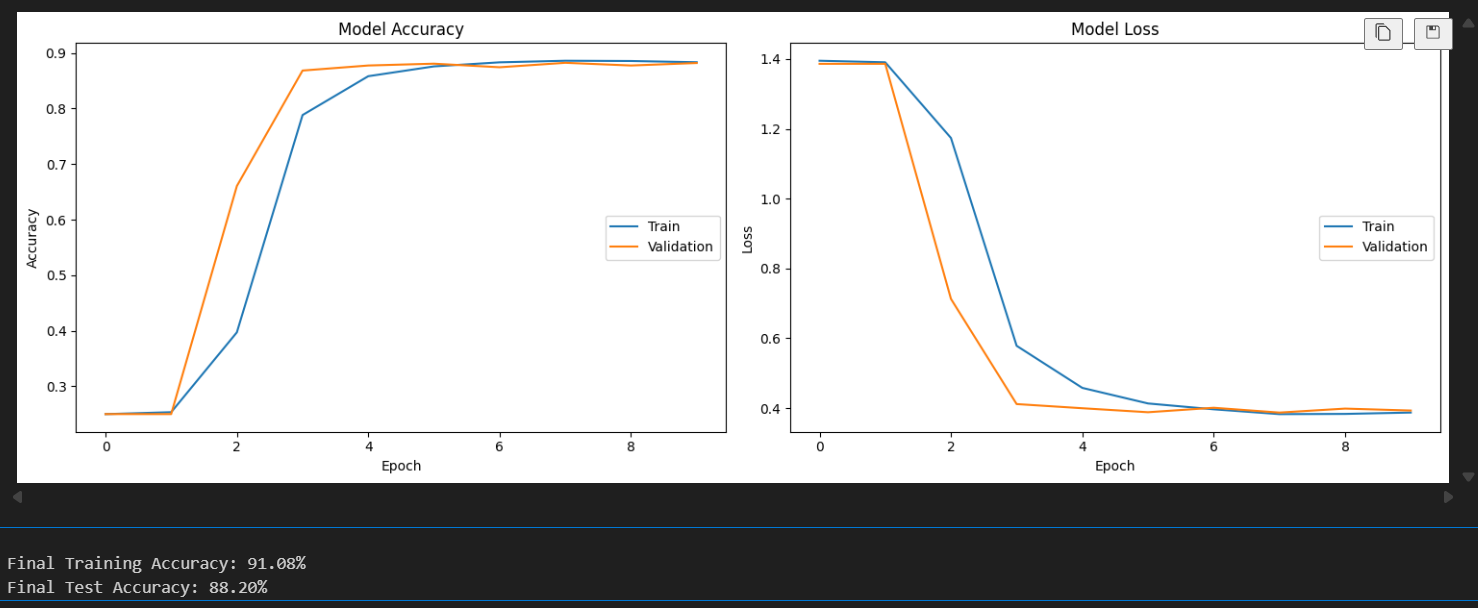 Model Accuracy
0.9
0.8
0.7
0.6
0.5
0.4
0.3
Accuracy
0 2 4 6 8
Epoch
Train
Validation
Model Loss
1.4
1.2
1.0
0.8
0.6
0.4
Loss
0 2 4 6 8
Epoch
Train
Validation
Final Training Accuracy: 91.08%
Final Test Accuracy: 88.20%